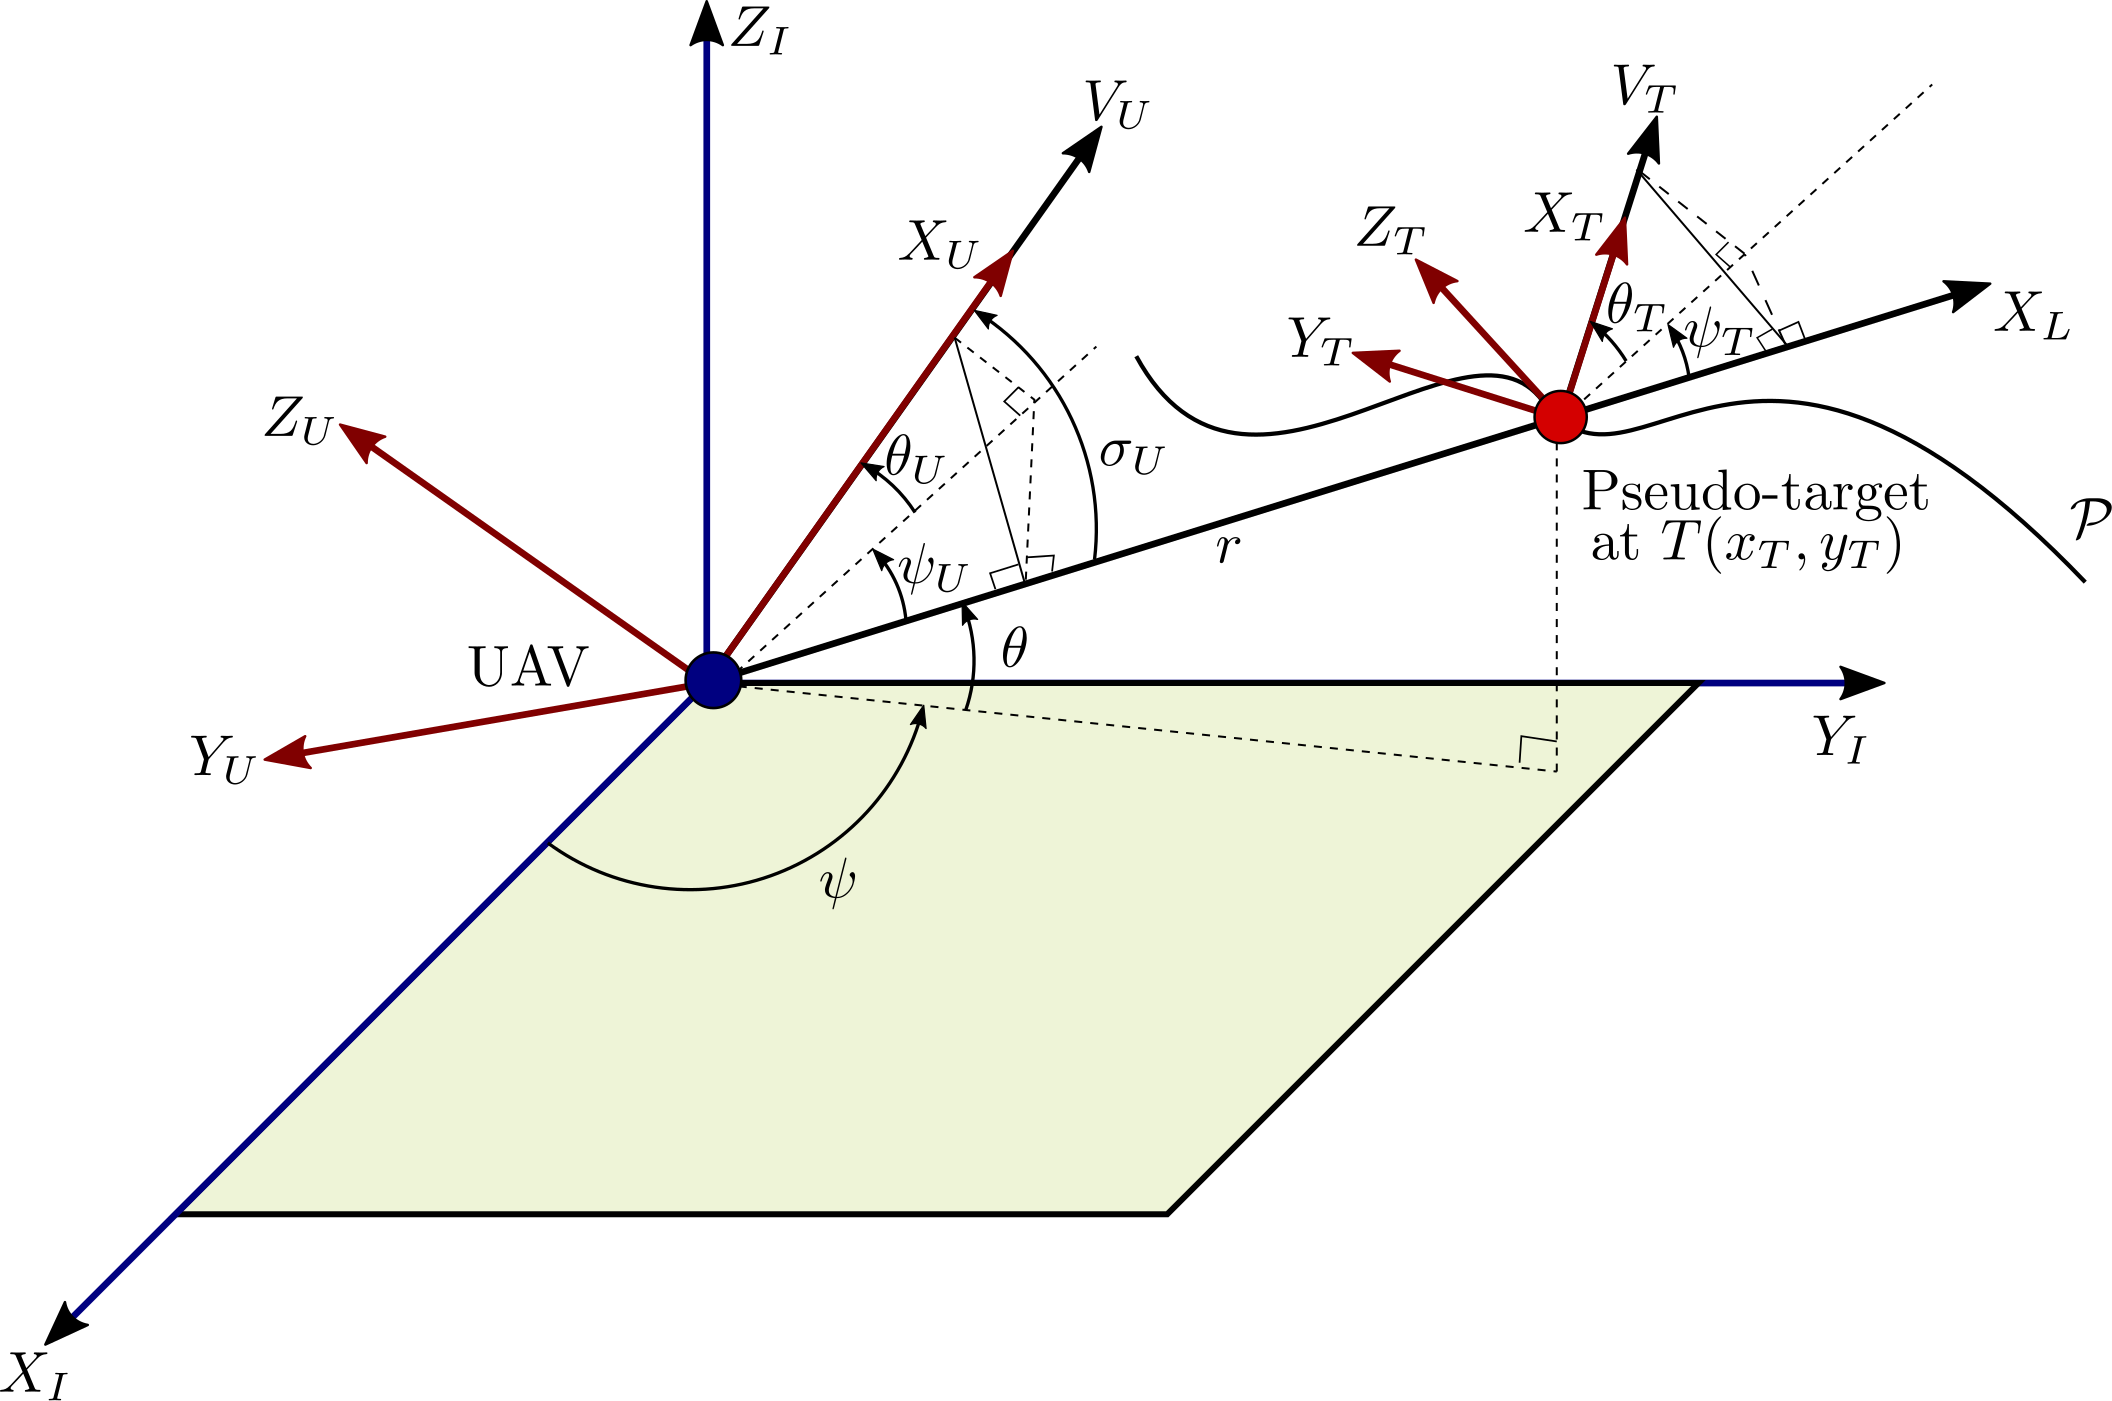 Z_I
V_U
V_T
X_U
Z_T
X_T
θ_T
ψ_T
X_L
Y_T
Z_U
θ_U
σ_U
ψ_U
r
Pseudo-target
at T(x_T, y_T)
𝒫
UAV
θ
Y_U
Y_I
ψ
X_I